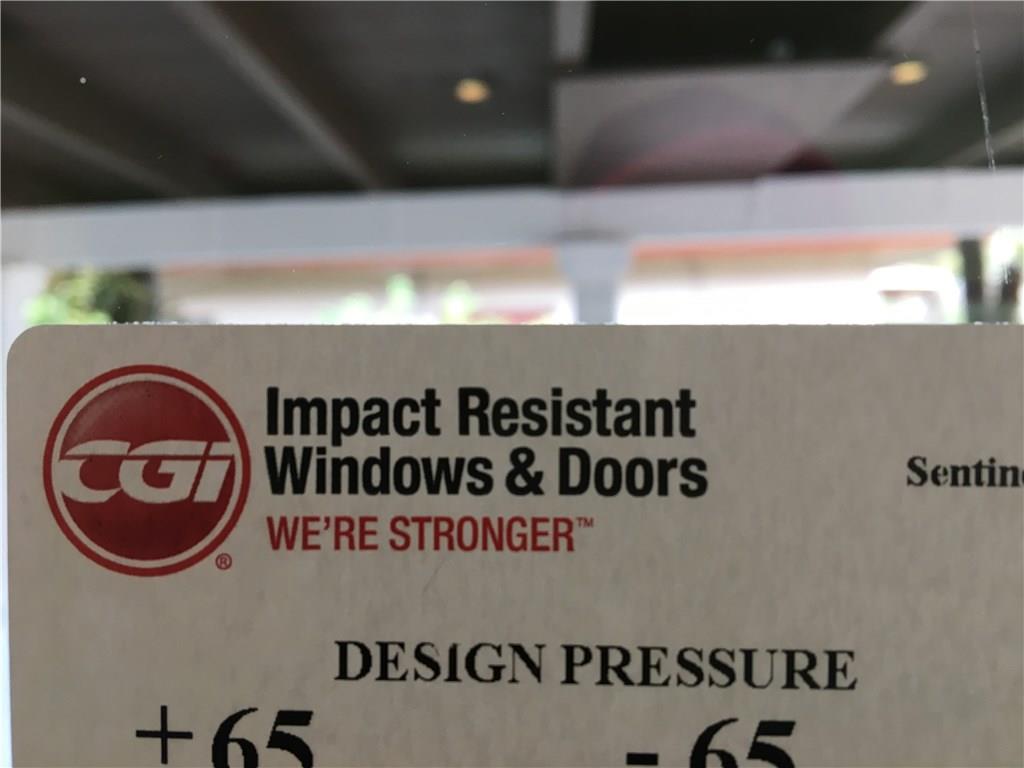 CGI
®
Impact Resistant
Windows & Doors
WE'RE STRONGER™
DESIGN PRESSURE
+65 - 65